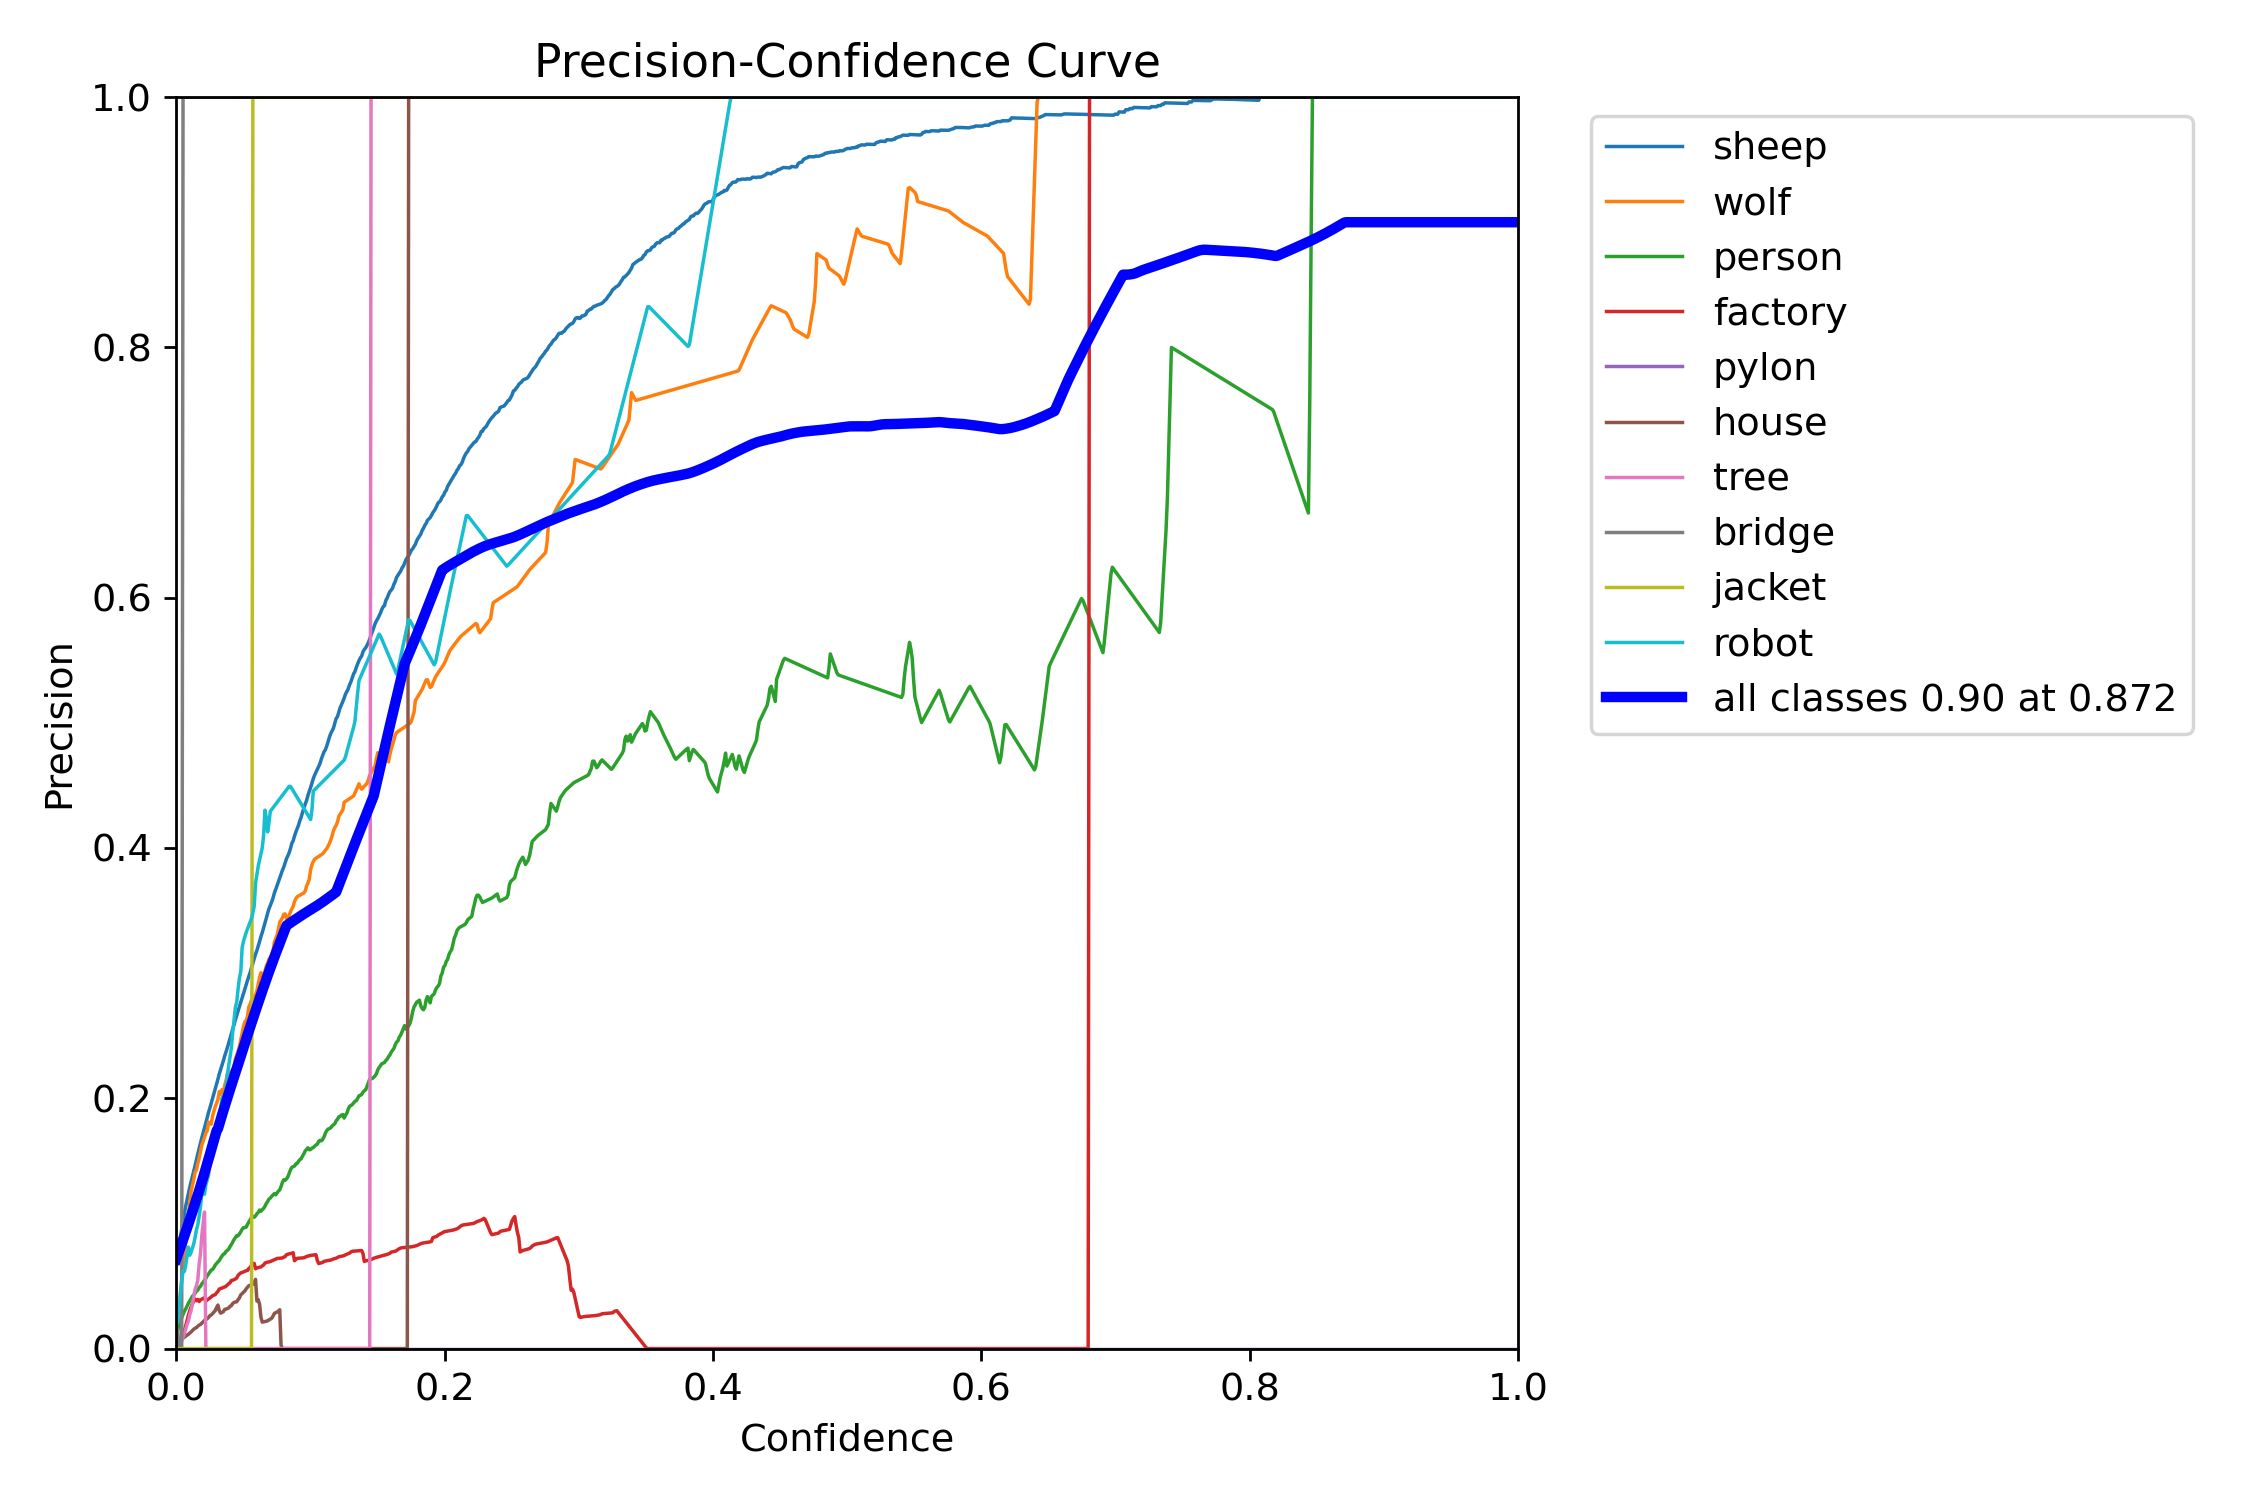 Precision-Confidence Curve
1.0
0.8
0.6
0.4
0.2
0.0
Precision
0.0 0.2 0.4 0.6 0.8 1.0
Confidence
sheep
wolf
person
factory
pylon
house
tree
bridge
jacket
robot
all classes 0.90 at 0.872